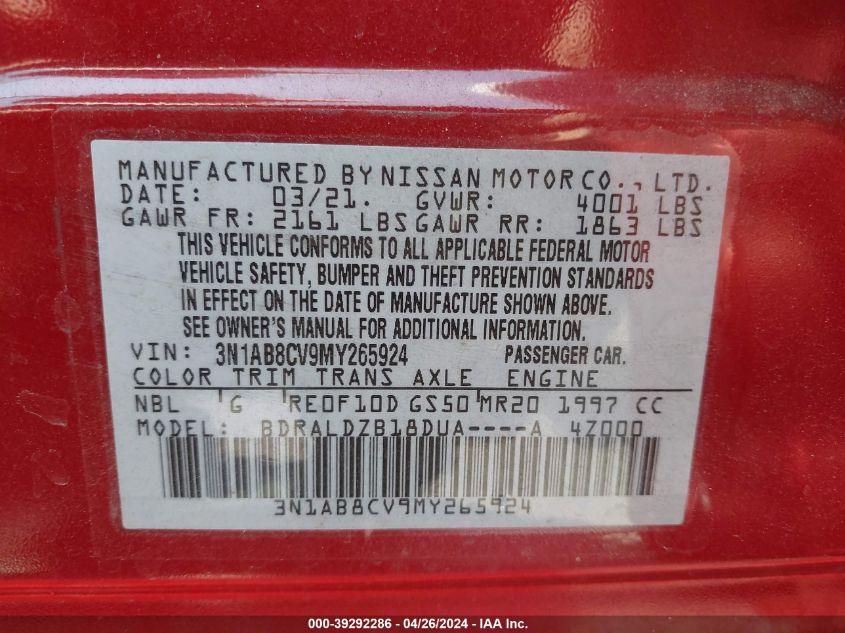 MANUFACTURED BY NISSAN MOTOR CO., LTD.
DATE: 03/21. GVWR: 4001 LBS
GAWR FR: 2161 LBS GAWR RR: 1863 LBS
THIS VEHICLE CONFORMS TO ALL APPLICABLE FEDERAL MOTOR
VEHICLE SAFETY, BUMPER AND THEFT PREVENTION STANDARDS
IN EFFECT ON THE DATE OF MANUFACTURE SHOWN ABOVE.
SEE OWNER'S MANUAL FOR ADDITIONAL INFORMATION.
VIN: 3N1AB8CV9MY265924 PASSENGER CAR.
COLOR TRIM TRANS AXLE ENGINE
NBL G RE0F10D GS50 MR20 1997 CC
MODEL: BDRALDZB18DUA----A 4Z000
3N1AB8CV9MY265924
000-39292286 - 04/26/2024 - IAA Inc.